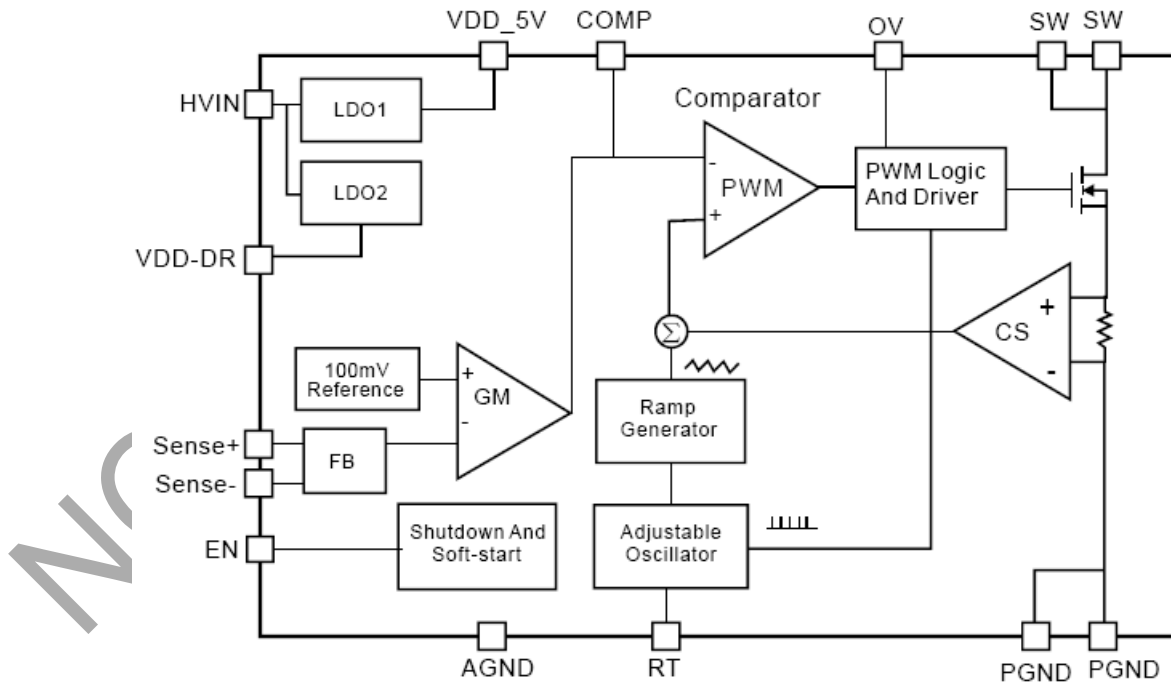 VDD_5V
COMP
OV
SW
SW
HVIN
LDO1
LDO2
VDD-DR
Comparator
-
PWM
+
PWM Logic
And Driver
Σ
+
CS
-
100mV
Reference
+
GM
-
Sense+
Sense-
FB
Ramp
Generator
EN
Shutdown And
Soft-start
Adjustable
Oscillator
AGND
RT
PGND
PGND